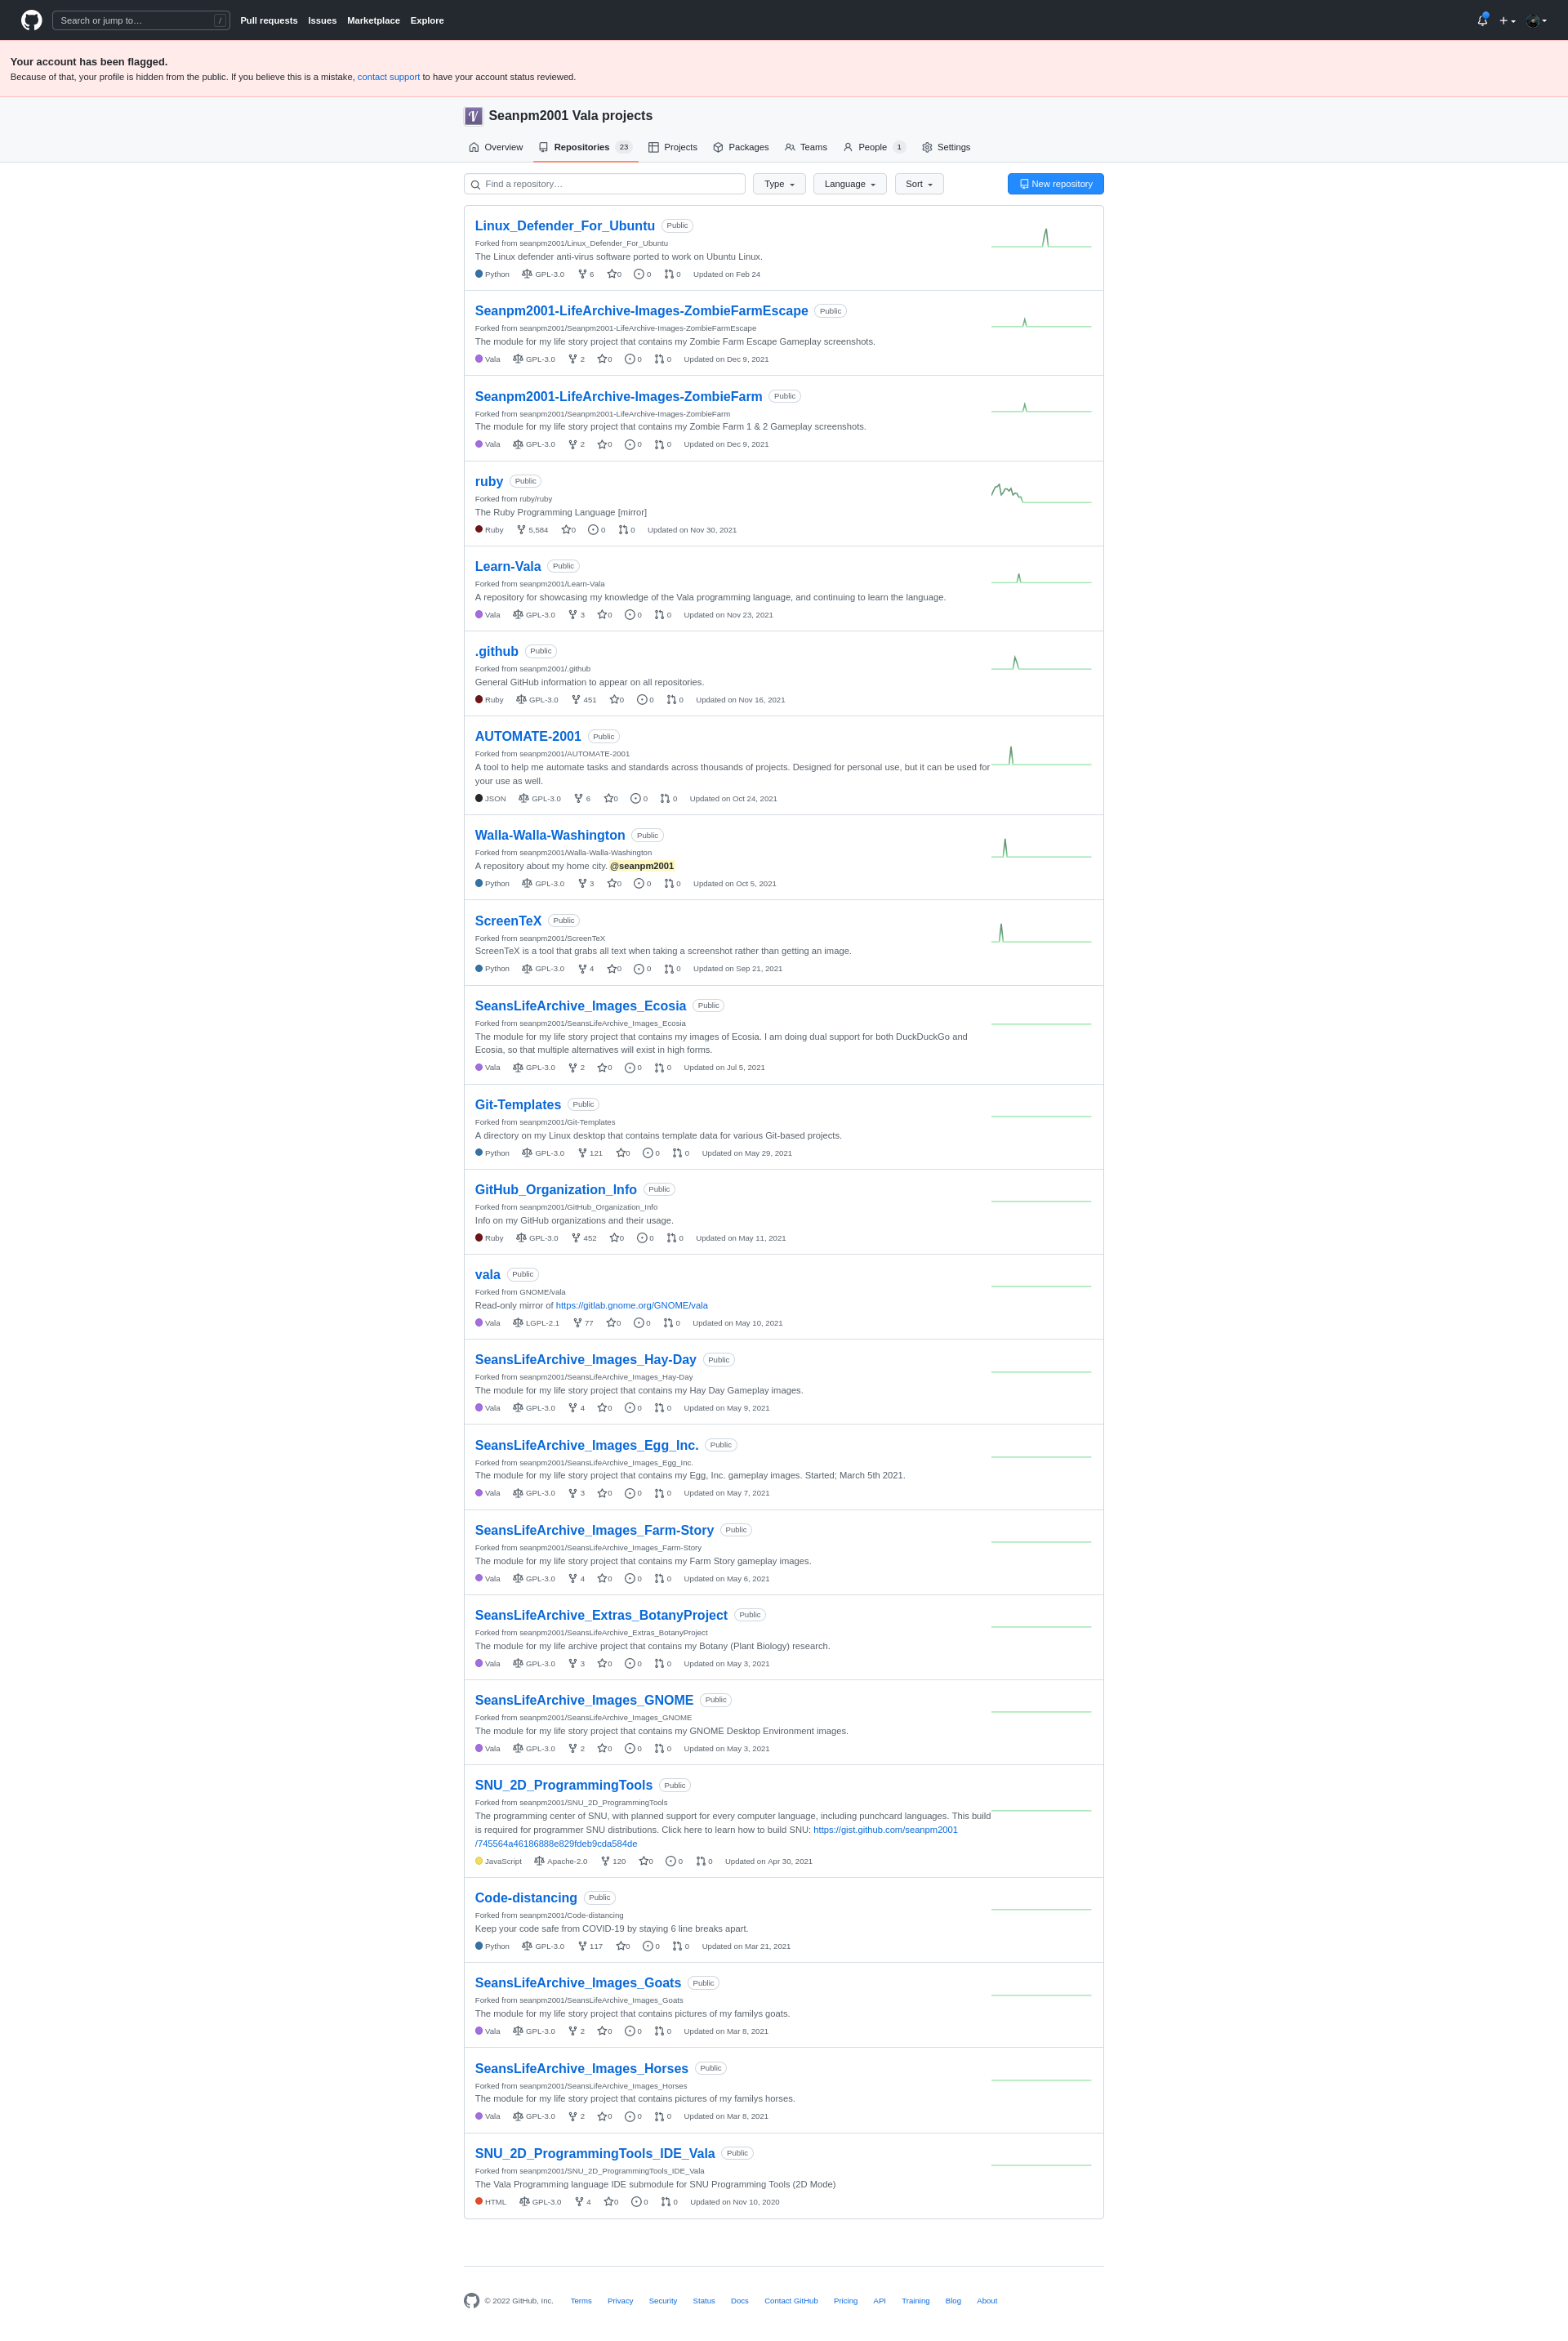 Search or jump to… /
Pull requests Issues Marketplace Explore
Your account has been flagged.
Because of that, your profile is hidden from the public. If you believe this is a mistake, contact support to have your account status reviewed.
Seanpm2001 Vala projects
Overview Repositories 23 Projects Packages Teams People 1 Settings
Find a repository… Type Language Sort New repository
Linux_Defender_For_Ubuntu Public
Forked from seanpm2001/Linux_Defender_For_Ubuntu
The Linux defender anti-virus software ported to work on Ubuntu Linux.
Python GPL-3.0 6 0 0 0 Updated on Feb 24
Seanpm2001-LifeArchive-Images-ZombieFarmEscape Public
Forked from seanpm2001/Seanpm2001-LifeArchive-Images-ZombieFarmEscape
The module for my life story project that contains my Zombie Farm Escape Gameplay screenshots.
Vala GPL-3.0 2 0 0 0 Updated on Dec 9, 2021
Seanpm2001-LifeArchive-Images-ZombieFarm Public
Forked from seanpm2001/Seanpm2001-LifeArchive-Images-ZombieFarm
The module for my life story project that contains my Zombie Farm 1 & 2 Gameplay screenshots.
Vala GPL-3.0 2 0 0 0 Updated on Dec 9, 2021
ruby Public
Forked from ruby/ruby
The Ruby Programming Language [mirror]
Ruby 5,584 0 0 0 Updated on Nov 30, 2021
Learn-Vala Public
Forked from seanpm2001/Learn-Vala
A repository for showcasing my knowledge of the Vala programming language, and continuing to learn the language.
Vala GPL-3.0 3 0 0 0 Updated on Nov 23, 2021
.github Public
Forked from seanpm2001/.github
General GitHub information to appear on all repositories.
Ruby GPL-3.0 451 0 0 0 Updated on Nov 16, 2021
AUTOMATE-2001 Public
Forked from seanpm2001/AUTOMATE-2001
A tool to help me automate tasks and standards across thousands of projects. Designed for personal use, but it can be used for
your use as well.
JSON GPL-3.0 6 0 0 0 Updated on Oct 24, 2021
Walla-Walla-Washington Public
Forked from seanpm2001/Walla-Walla-Washington
A repository about my home city. @seanpm2001
Python GPL-3.0 3 0 0 0 Updated on Oct 5, 2021
ScreenTeX Public
Forked from seanpm2001/ScreenTeX
ScreenTeX is a tool that grabs all text when taking a screenshot rather than getting an image.
Python GPL-3.0 4 0 0 0 Updated on Sep 21, 2021
SeansLifeArchive_Images_Ecosia Public
Forked from seanpm2001/SeansLifeArchive_Images_Ecosia
The module for my life story project that contains my images of Ecosia. I am doing dual support for both DuckDuckGo and
Ecosia, so that multiple alternatives will exist in high forms.
Vala GPL-3.0 2 0 0 0 Updated on Jul 5, 2021
Git-Templates Public
Forked from seanpm2001/Git-Templates
A directory on my Linux desktop that contains template data for various Git-based projects.
Python GPL-3.0 121 0 0 0 Updated on May 29, 2021
GitHub_Organization_Info Public
Forked from seanpm2001/GitHub_Organization_Info
Info on my GitHub organizations and their usage.
Ruby GPL-3.0 452 0 0 0 Updated on May 11, 2021
vala Public
Forked from GNOME/vala
Read-only mirror of https://gitlab.gnome.org/GNOME/vala
Vala LGPL-2.1 77 0 0 0 Updated on May 10, 2021
SeansLifeArchive_Images_Hay-Day Public
Forked from seanpm2001/SeansLifeArchive_Images_Hay-Day
The module for my life story project that contains my Hay Day Gameplay images.
Vala GPL-3.0 4 0 0 0 Updated on May 9, 2021
SeansLifeArchive_Images_Egg_Inc. Public
Forked from seanpm2001/SeansLifeArchive_Images_Egg_Inc.
The module for my life story project that contains my Egg, Inc. gameplay images. Started; March 5th 2021.
Vala GPL-3.0 3 0 0 0 Updated on May 7, 2021
SeansLifeArchive_Images_Farm-Story Public
Forked from seanpm2001/SeansLifeArchive_Images_Farm-Story
The module for my life story project that contains my Farm Story gameplay images.
Vala GPL-3.0 4 0 0 0 Updated on May 6, 2021
SeansLifeArchive_Extras_BotanyProject Public
Forked from seanpm2001/SeansLifeArchive_Extras_BotanyProject
The module for my life archive project that contains my Botany (Plant Biology) research.
Vala GPL-3.0 3 0 0 0 Updated on May 3, 2021
SeansLifeArchive_Images_GNOME Public
Forked from seanpm2001/SeansLifeArchive_Images_GNOME
The module for my life story project that contains my GNOME Desktop Environment images.
Vala GPL-3.0 2 0 0 0 Updated on May 3, 2021
SNU_2D_ProgrammingTools Public
Forked from seanpm2001/SNU_2D_ProgrammingTools
The programming center of SNU, with planned support for every computer language, including punchcard languages. This build
is required for programmer SNU distributions. Click here to learn how to build SNU: https://gist.github.com/seanpm2001
/745564a46186888e829fdeb9cda584de
JavaScript Apache-2.0 120 0 0 0 Updated on Apr 30, 2021
Code-distancing Public
Forked from seanpm2001/Code-distancing
Keep your code safe from COVID-19 by staying 6 line breaks apart.
Python GPL-3.0 117 0 0 0 Updated on Mar 21, 2021
SeansLifeArchive_Images_Goats Public
Forked from seanpm2001/SeansLifeArchive_Images_Goats
The module for my life story project that contains pictures of my familys goats.
Vala GPL-3.0 2 0 0 0 Updated on Mar 8, 2021
SeansLifeArchive_Images_Horses Public
Forked from seanpm2001/SeansLifeArchive_Images_Horses
The module for my life story project that contains pictures of my familys horses.
Vala GPL-3.0 2 0 0 0 Updated on Mar 8, 2021
SNU_2D_ProgrammingTools_IDE_Vala Public
Forked from seanpm2001/SNU_2D_ProgrammingTools_IDE_Vala
The Vala Programming language IDE submodule for SNU Programming Tools (2D Mode)
HTML GPL-3.0 4 0 0 0 Updated on Nov 10, 2020
© 2022 GitHub, Inc. Terms Privacy Security Status Docs Contact GitHub Pricing API Training Blog About